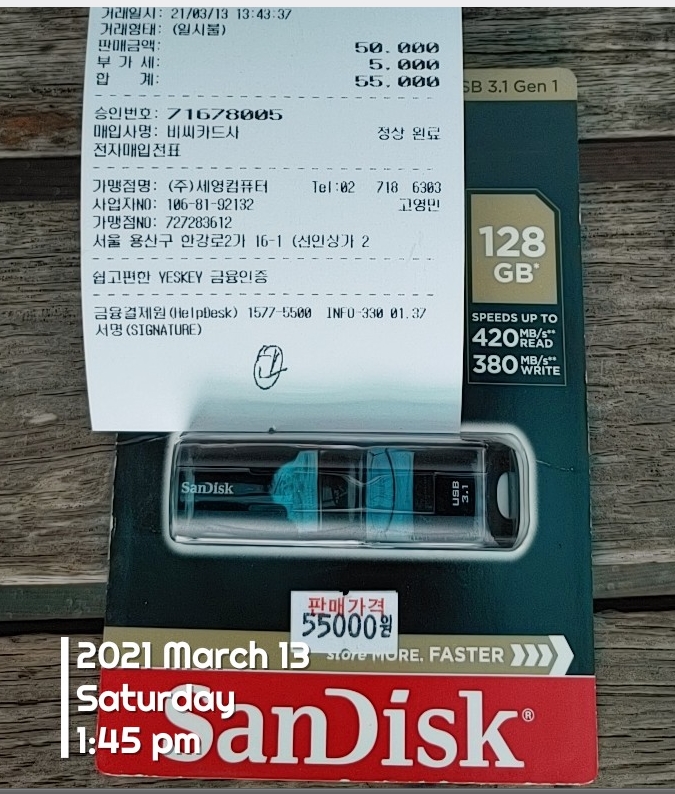 거래일시: 21/03/13 13:43:37
거래형태: (일시불)
판매금액: 50.000
부 가 세: 5.000
합 계: 55.000
승인번호: 71678005
매입사명: 비씨카드사 정상 완료
전자매입전표
가맹점명: (주)세영컴퓨터 Tel:02 718 6303
사업자NO: 106-81-92132 고영민
가맹점NO: 727283612
서울 용산구 한강로2가 16-1 (선인상가 2
쉽고편한 YESKEY 금융인증
금융결제원(HelpDesk) 1577-5500 INFO-330 01.37
서명(SIGNATURE)
SB 3.1 Gen 1
128
GB*
SPEEDS UP TO
420 MB/s** READ
380 MB/s** WRITE
SanDisk
USB 3.1
판매가격
55000원
store MORE. FASTER
SanDisk®
2021 March 13
Saturday
1:45 pm